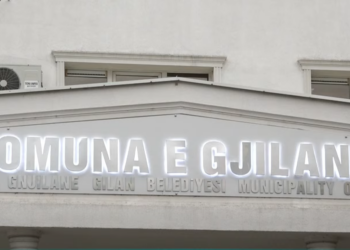 OMUNA E GJILAN
GNJILANE GILAN BELEDIYESI, MUNICIPALITY O